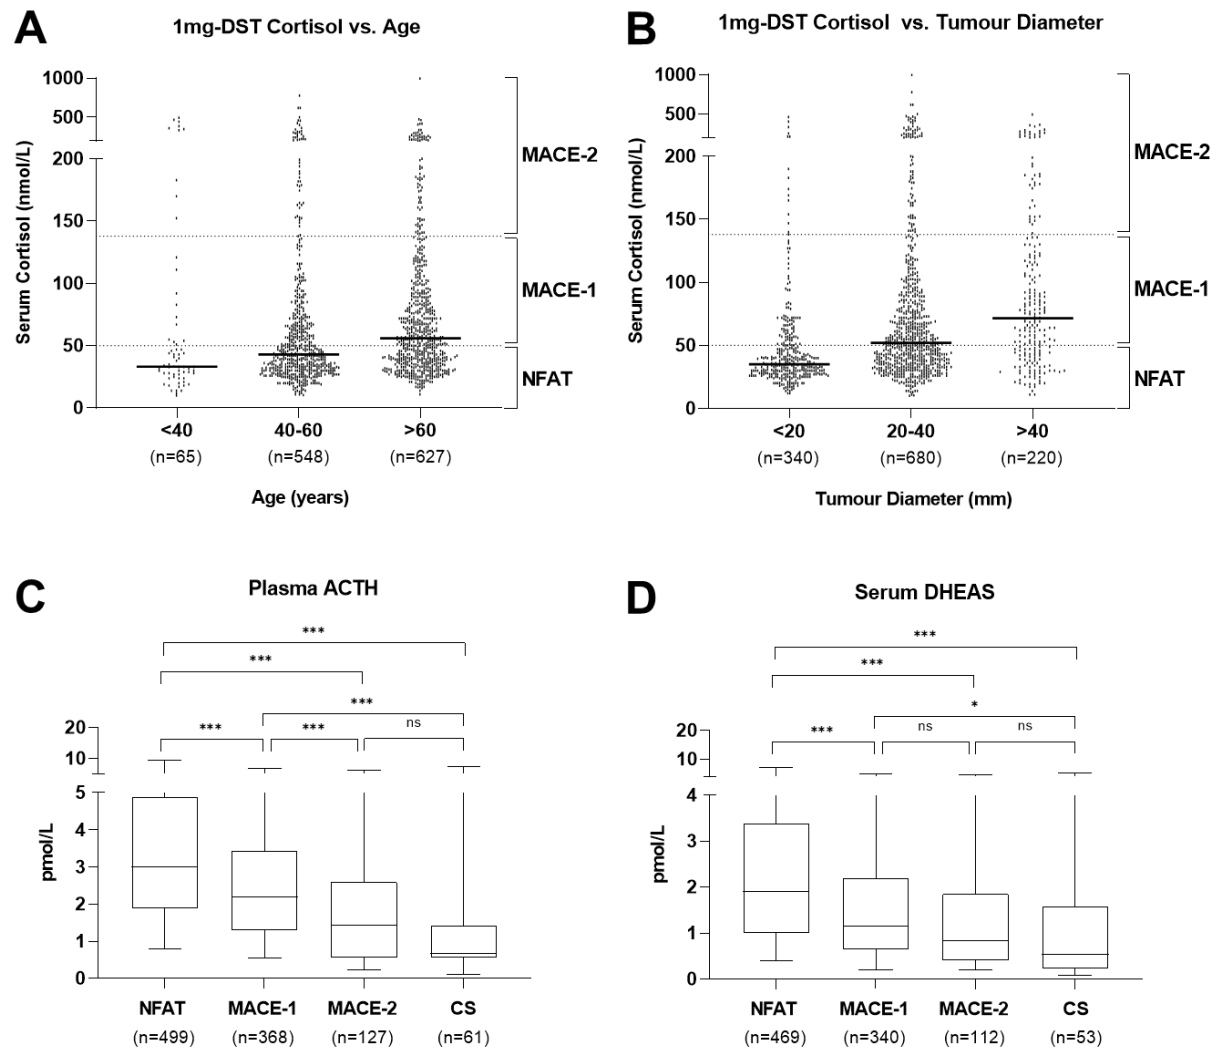 A
1mg-DST Cortisol vs. Age
Serum Cortisol (nmol/L)
1000
500
200
150
100
50
0
MACE-2
MACE-1
NFAT
<40 40-60 >60
(n=65) (n=548) (n=627)
Age (years)
B
1mg-DST Cortisol vs. Tumour Diameter
Serum Cortisol (nmol/L)
1000
500
200
150
100
50
0
MACE-2
MACE-1
NFAT
<20 20-40 >40
(n=340) (n=680) (n=220)
Tumour Diameter (mm)
C
Plasma ACTH
***
***
***
ns
*** ***
pmol/L
20
10
5
4
3
2
1
0
NFAT MACE-1 MACE-2 CS
(n=499) (n=368) (n=127) (n=61)
D
Serum DHEAS
***
***
*
*** ns ns
pmol/L
20
10
4
3
2
1
0
NFAT MACE-1 MACE-2 CS
(n=469) (n=340) (n=112) (n=53)